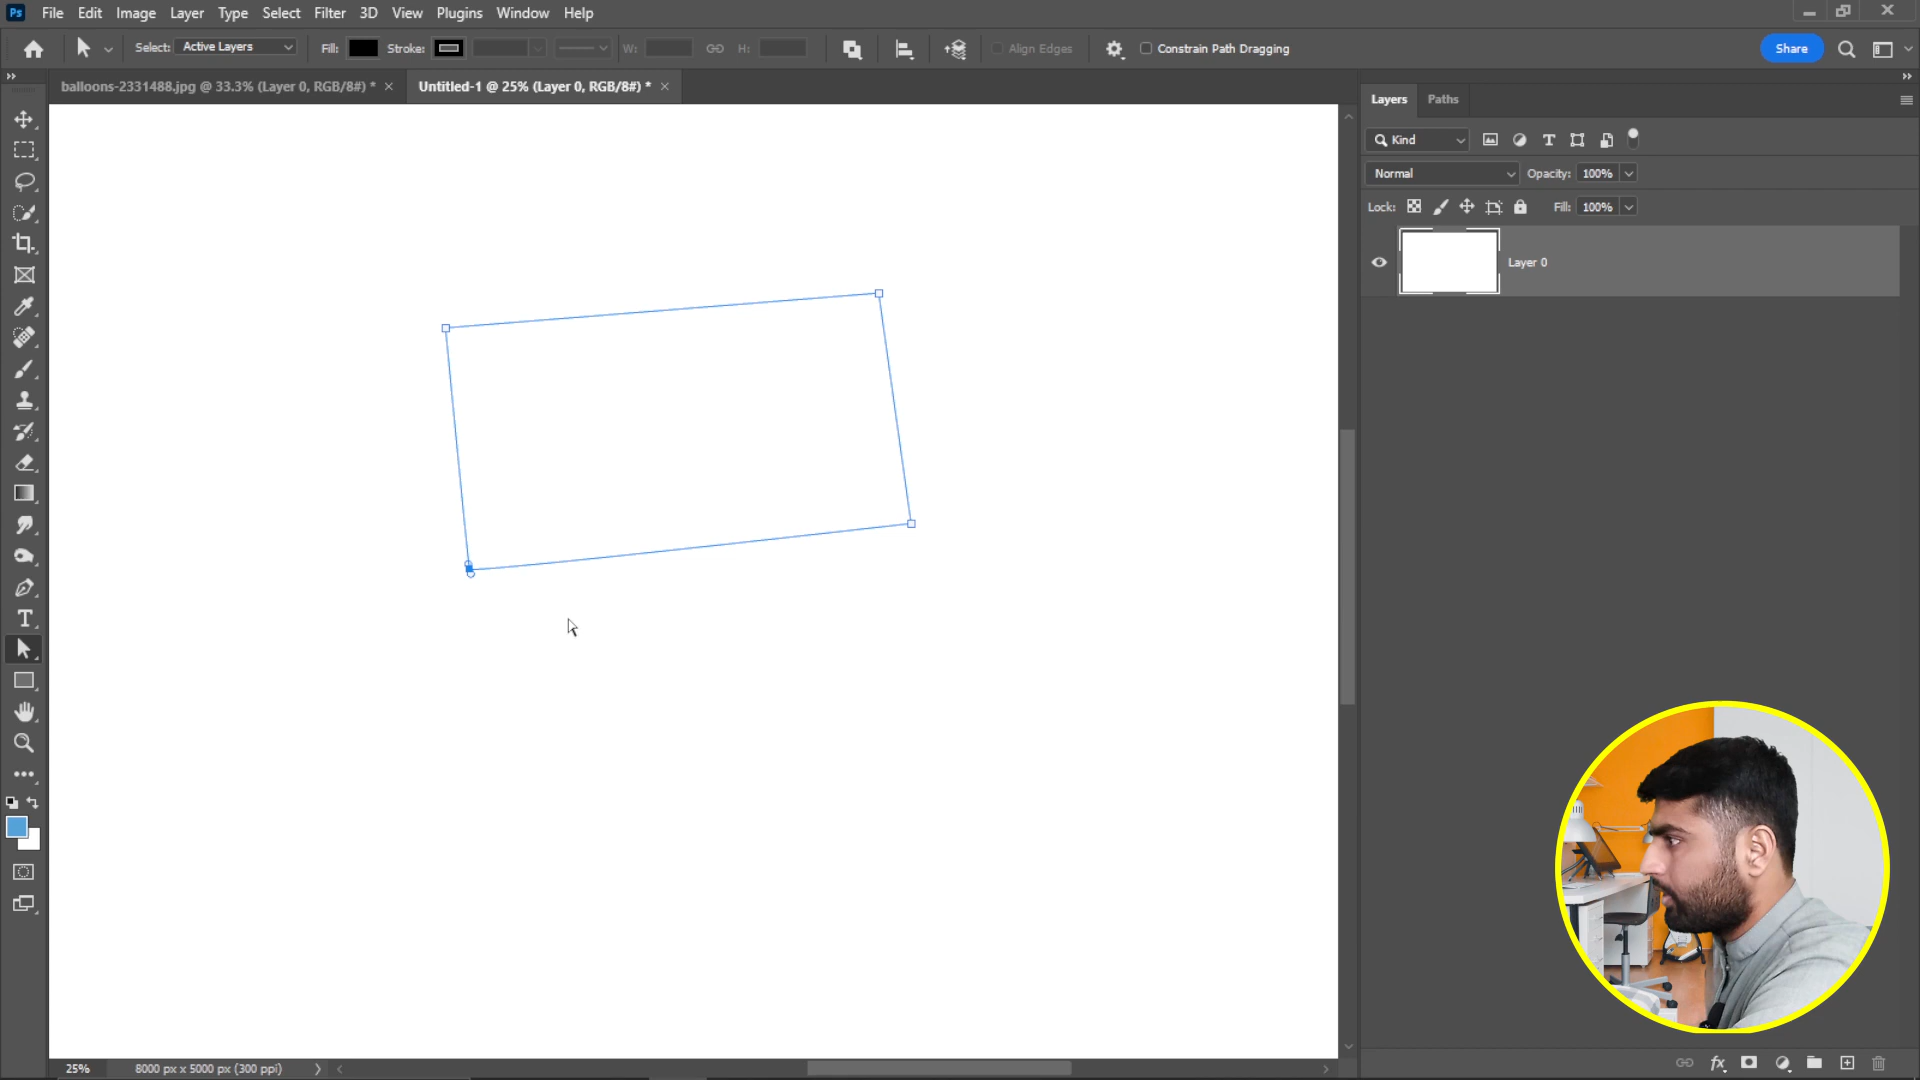 Ps File Edit Image Layer Type Select Filter 3D View Plugins Window Help
Select: Active Layers Fill: Stroke: W: H: Align Edges Constrain Path Dragging Share
balloons-2331488.jpg @ 33.3% (Layer 0, RGB/8#) * × Untitled-1 @ 25% (Layer 0, RGB/8#) * ×
Layers Paths
Kind
Normal Opacity: 100%
Lock: Fill: 100%
Layer 0
25% 8000 px x 5000 px (300 ppi)